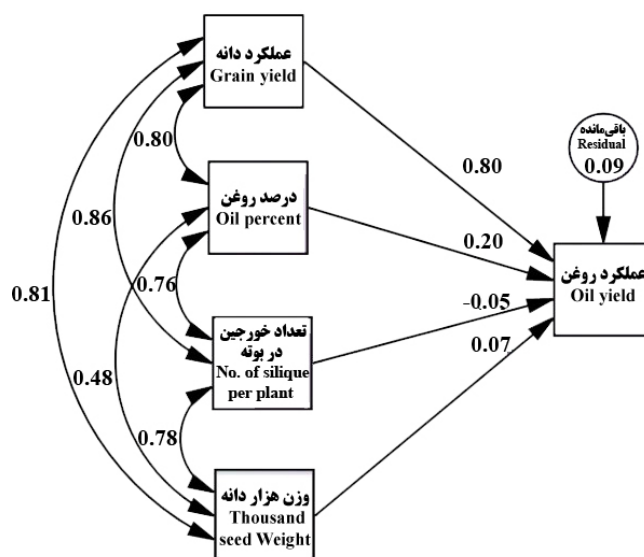 عملکرد دانه
Grain yield
باقی‌مانده
Residual
0.09
0.80
0.80
درصد روغن
Oil percent
0.86
0.20
عملکرد روغن
Oil yield
0.81
0.76
-0.05
تعداد خورجین
در بوته
No. of silique
per plant
0.07
0.48
0.78
وزن هزار دانه
Thousand
seed Weight